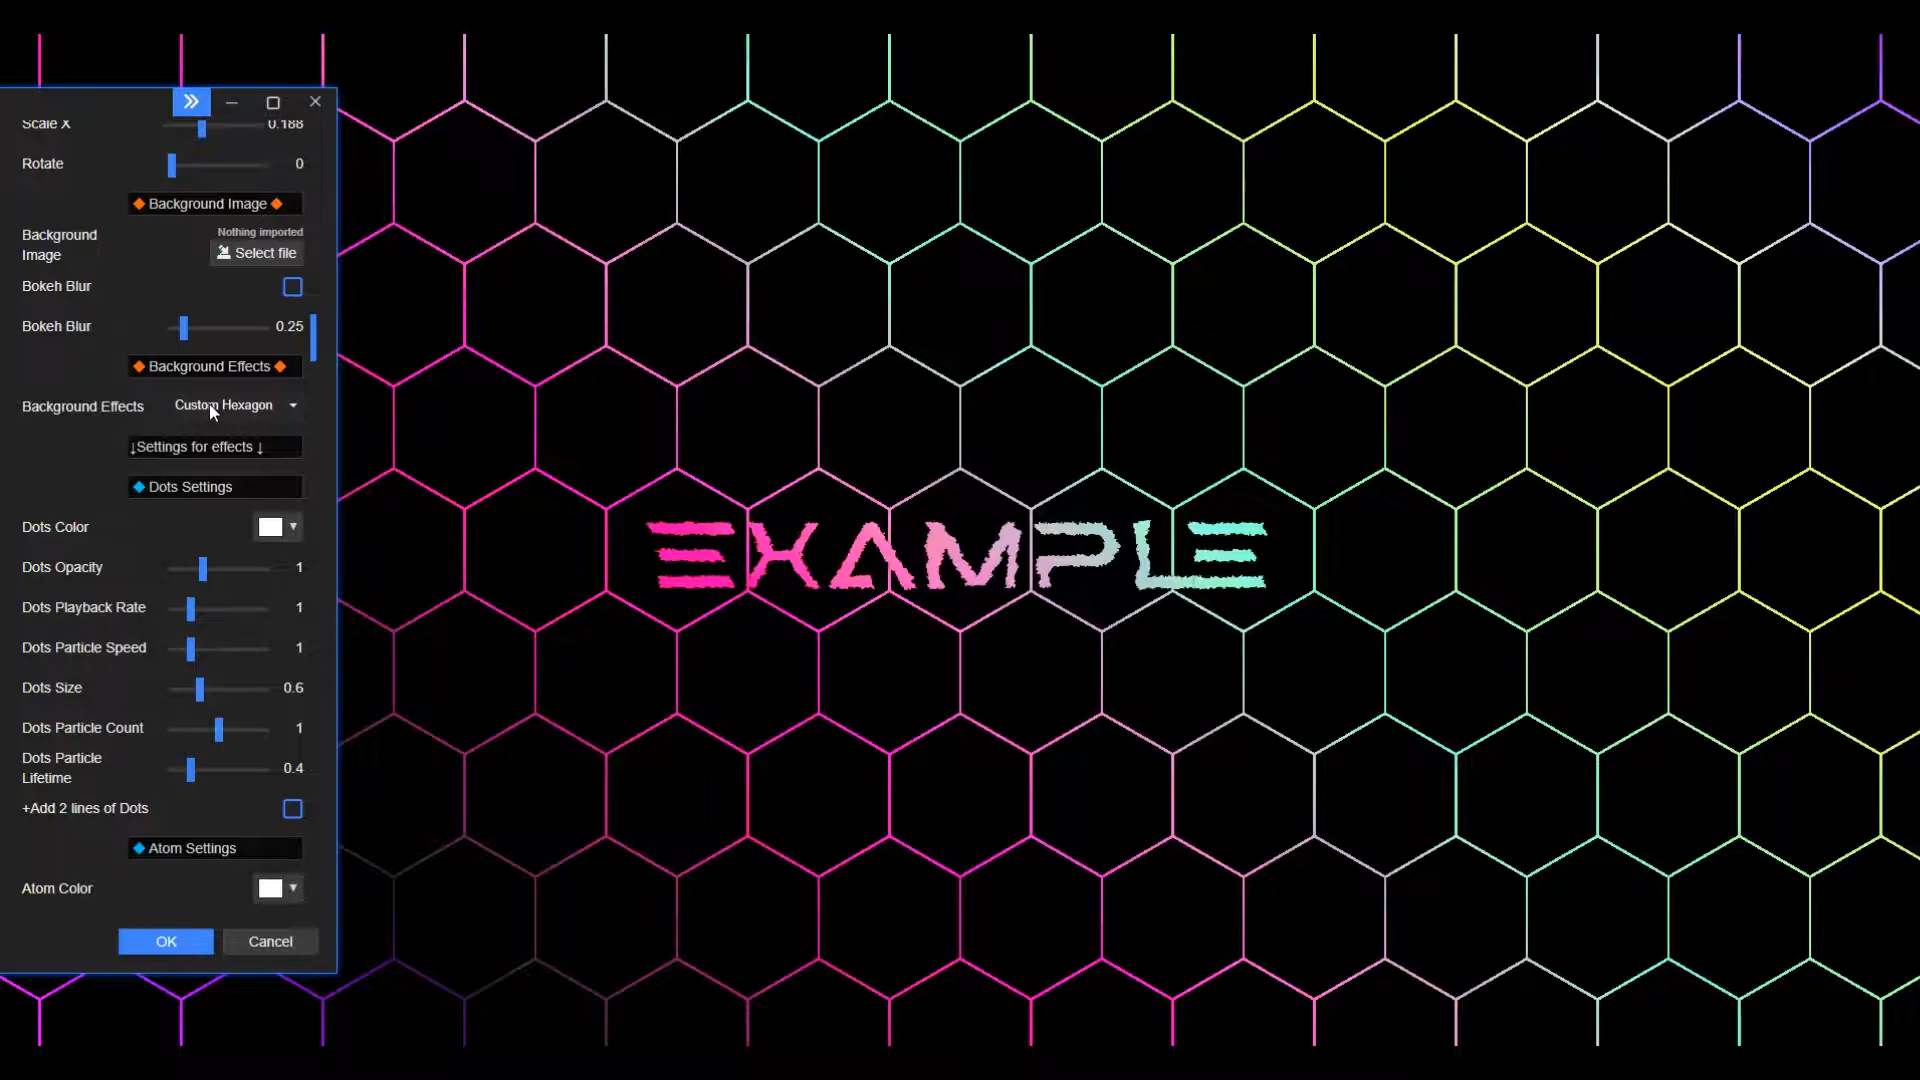 Scale X 0.188
Rotate 0
Background Image
Background Image
Nothing imported
Select file
Bokeh Blur
Bokeh Blur 0.25
Background Effects
Background Effects Custom Hexagon
↓Settings for effects ↓
Dots Settings
Dots Color
Dots Opacity 1
Dots Playback Rate 1
Dots Particle Speed 1
Dots Size 0.6
Dots Particle Count 1
Dots Particle Lifetime 0.4
+Add 2 lines of Dots
Atom Settings
Atom Color
OK Cancel
EXAMPLE